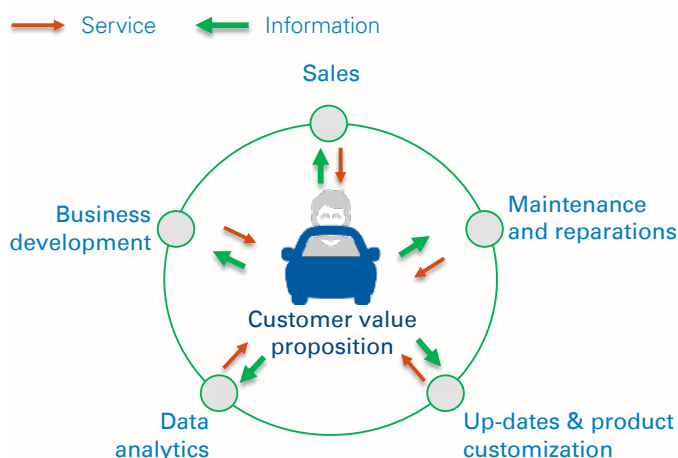 Service
Information
Sales
Business
development
Maintenance
and reparations
Customer value
proposition
Data
analytics
Up-dates & product
customization